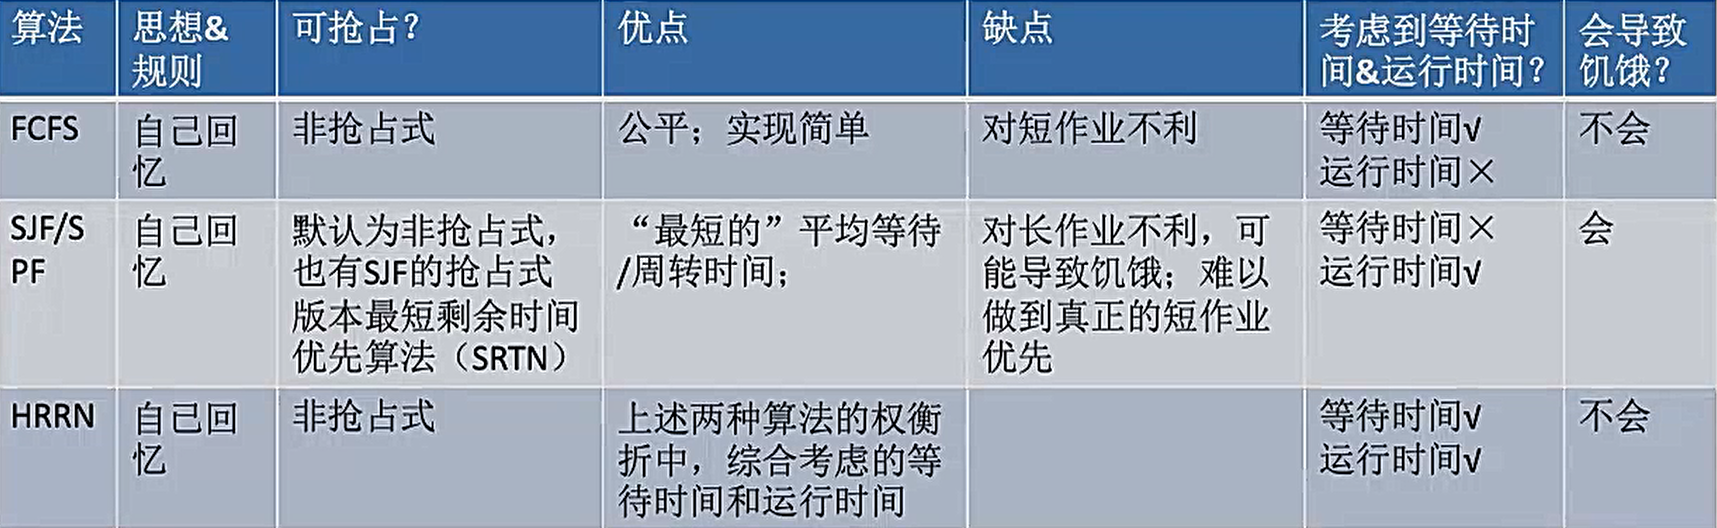 算法
思想&
规则
可抢占？
优点
缺点
考虑到等待时
间&运行时间？
会导致
饥饿？
FCFS
自己回
忆
非抢占式
公平；实现简单
对短作业不利
等待时间√
运行时间×
不会
SJF/S
PF
自己回
忆
默认为非抢占式，
也有SJF的抢占式
版本最短剩余时间
优先算法（SRTN）
“最短的”平均等待
/周转时间；
对长作业不利，可
能导致饥饿；难以
做到真正的短作业
优先
等待时间×
运行时间√
会
HRRN
自己回
忆
非抢占式
上述两种算法的权衡
折中，综合考虑的等
待时间和运行时间
等待时间√
运行时间√
不会